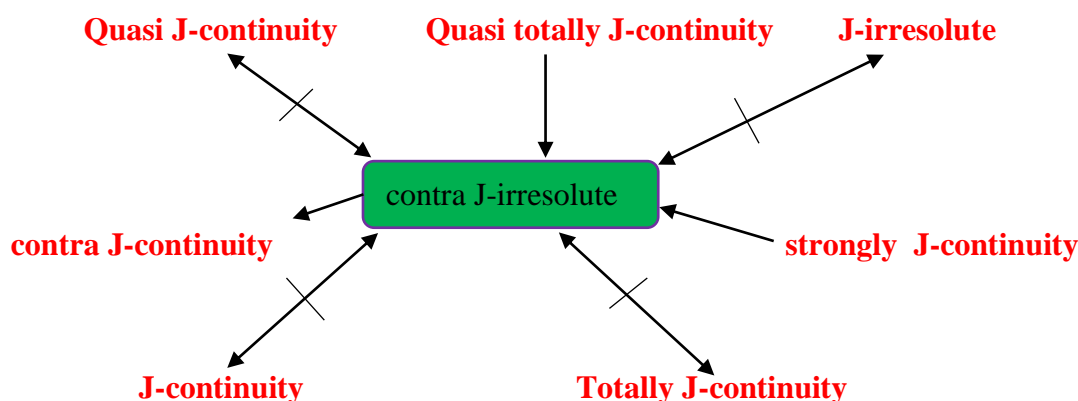 Quasi J-continuity Quasi totally J-continuity J-irresolute
contra J-irresolute
contra J-continuity strongly J-continuity
J-continuity Totally J-continuity